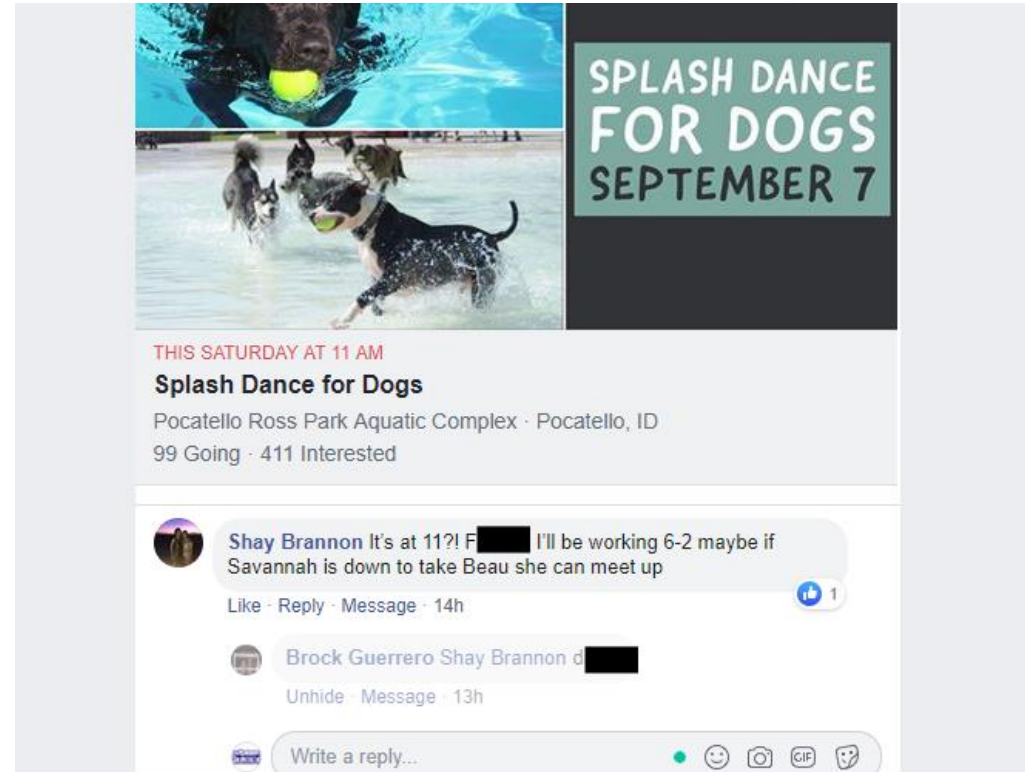 SPLASH DANCE
FOR DOGS
SEPTEMBER 7
THIS SATURDAY AT 11 AM
Splash Dance for Dogs
Pocatello Ross Park Aquatic Complex · Pocatello, ID
99 Going · 411 Interested
Shay Brannon It's at 11?! F I'll be working 6-2 maybe if
Savannah is down to take Beau she can meet up
1
Like · Reply · Message · 14h
Brock Guerrero Shay Brannon d
Unhide · Message · 13h
Write a reply...
GIF